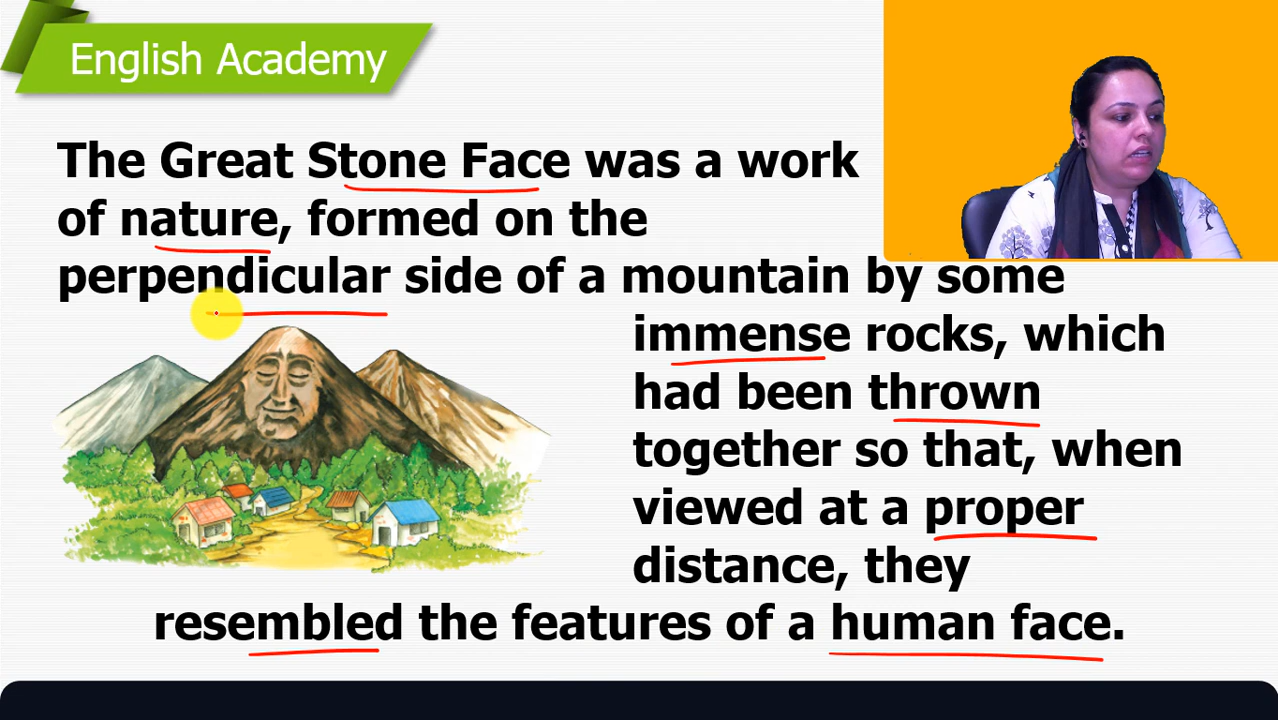 English Academy
The Great Stone Face was a work
of nature, formed on the
perpendicular side of a mountain by some
immense rocks, which
had been thrown
together so that, when
viewed at a proper
distance, they
resembled the features of a human face.